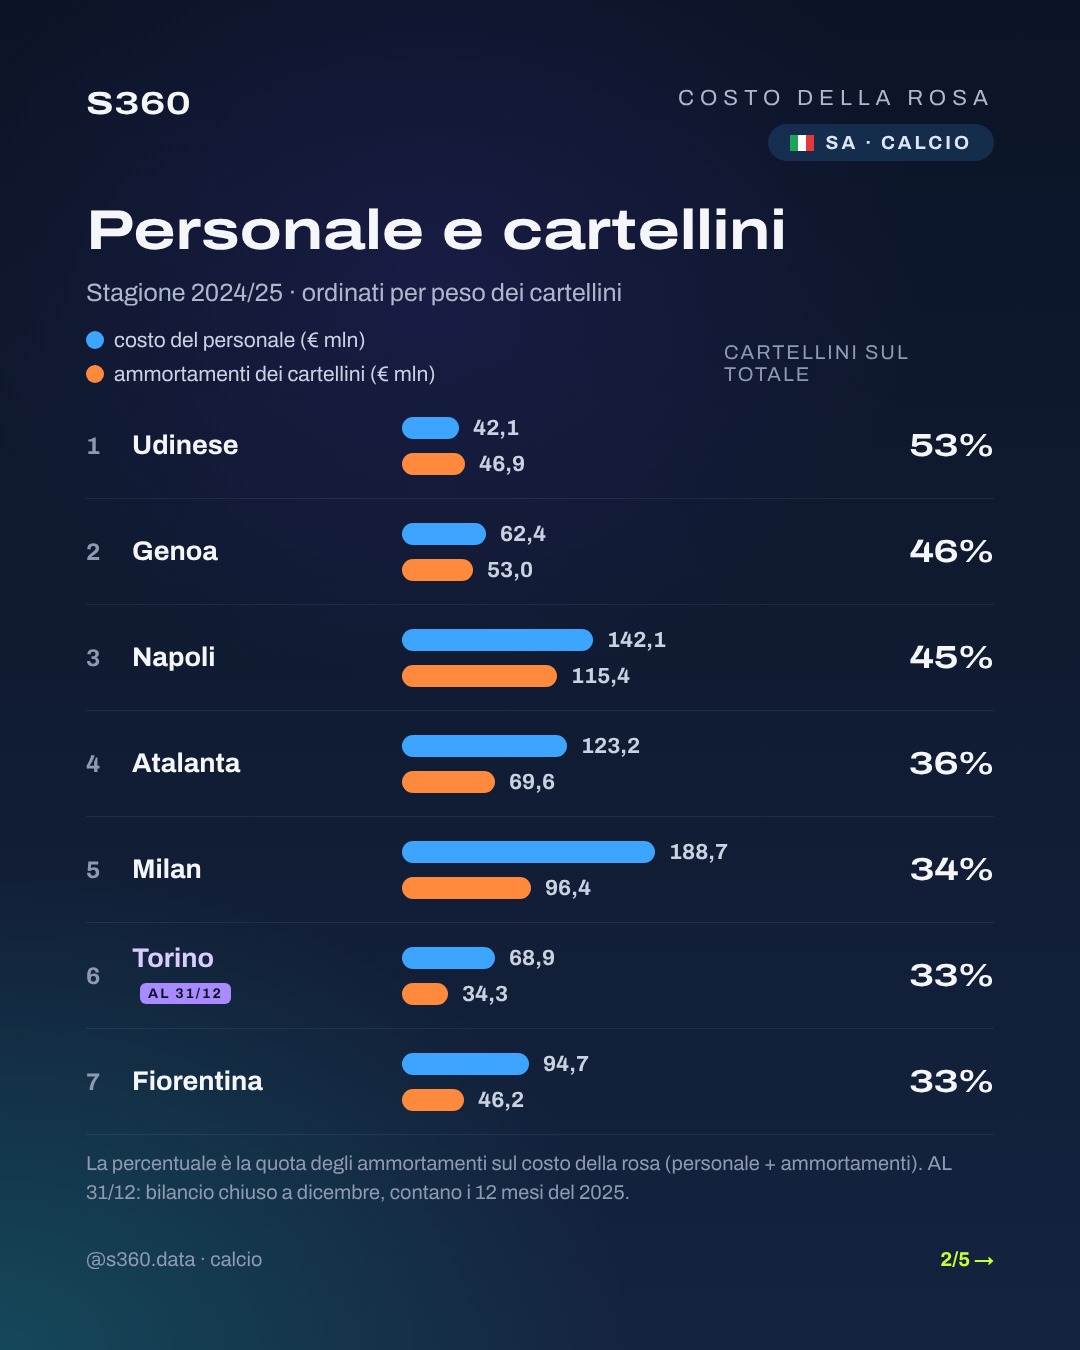 S360
COSTO DELLA ROSA
SA · CALCIO
Personale e cartellini
Stagione 2024/25 · ordinati per peso dei cartellini
costo del personale (€ mln)
ammortamenti dei cartellini (€ mln)
CARTELLINI SUL
TOTALE
1 Udinese 42,1 46,9 53%
2 Genoa 62,4 53,0 46%
3 Napoli 142,1 115,4 45%
4 Atalanta 123,2 69,6 36%
5 Milan 188,7 96,4 34%
6 Torino AL 31/12 68,9 34,3 33%
7 Fiorentina 94,7 46,2 33%
La percentuale è la quota degli ammortamenti sul costo della rosa (personale + ammortamenti). AL
31/12: bilancio chiuso a dicembre, contano i 12 mesi del 2025.
@s360.data · calcio
2/5 →